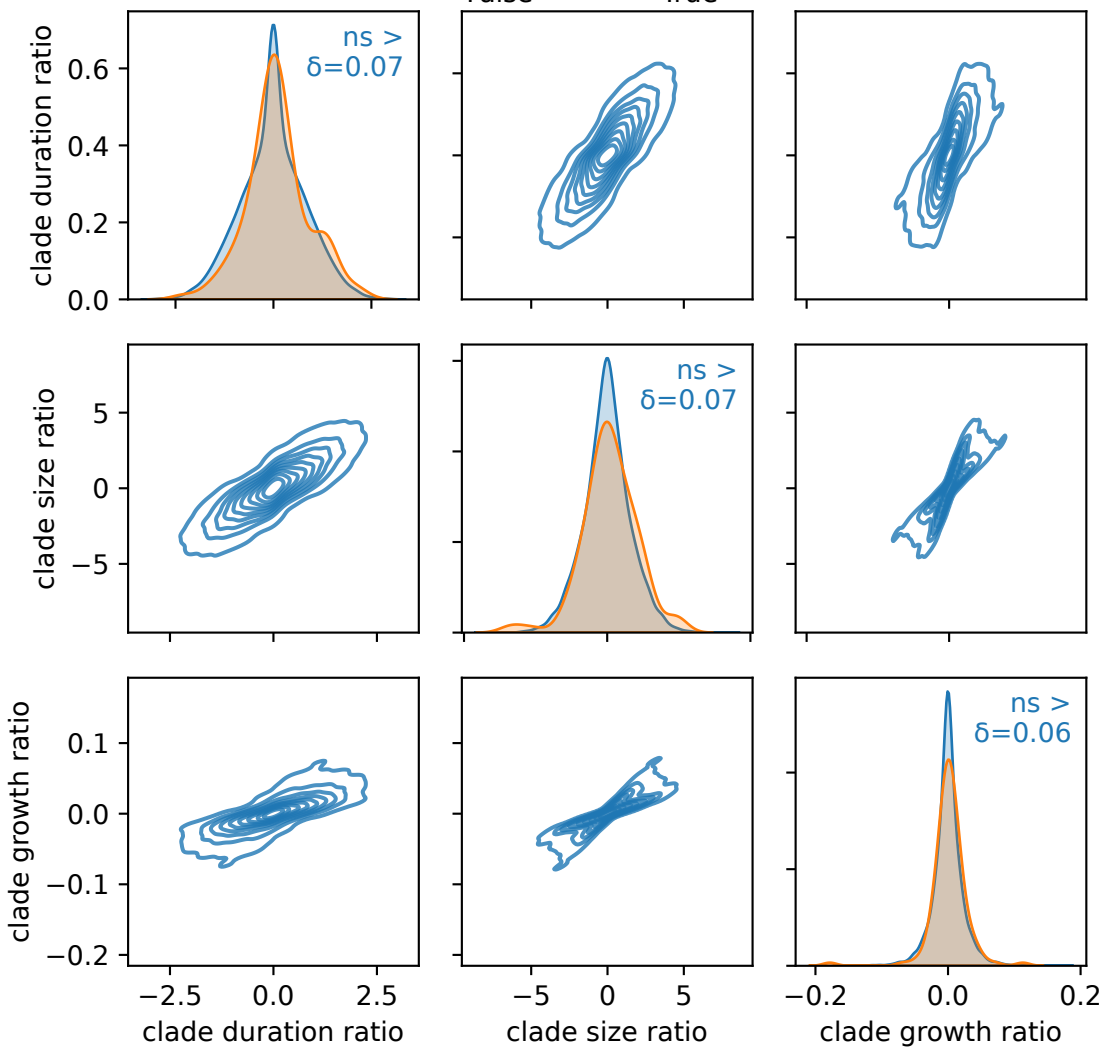 True
clade duration ratio
0.6
0.4
0.2
0.0
ns >
δ=0.07
clade size ratio
5
0
−5
ns >
δ=0.07
clade growth ratio
0.1
0.0
−0.1
−0.2
ns >
δ=0.06
−2.5 0.0 2.5
clade duration ratio
−5 0 5
clade size ratio
−0.2 0.0 0.2
clade growth ratio